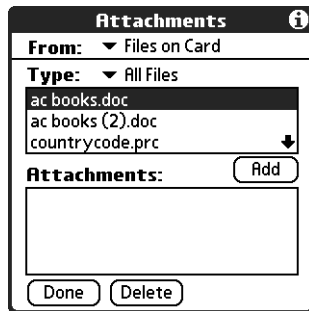 Attachments
From: Files on Card
Type: All Files
ac books.doc
ac books (2).doc
countrycode.prc
Attachments: Add
Done Delete